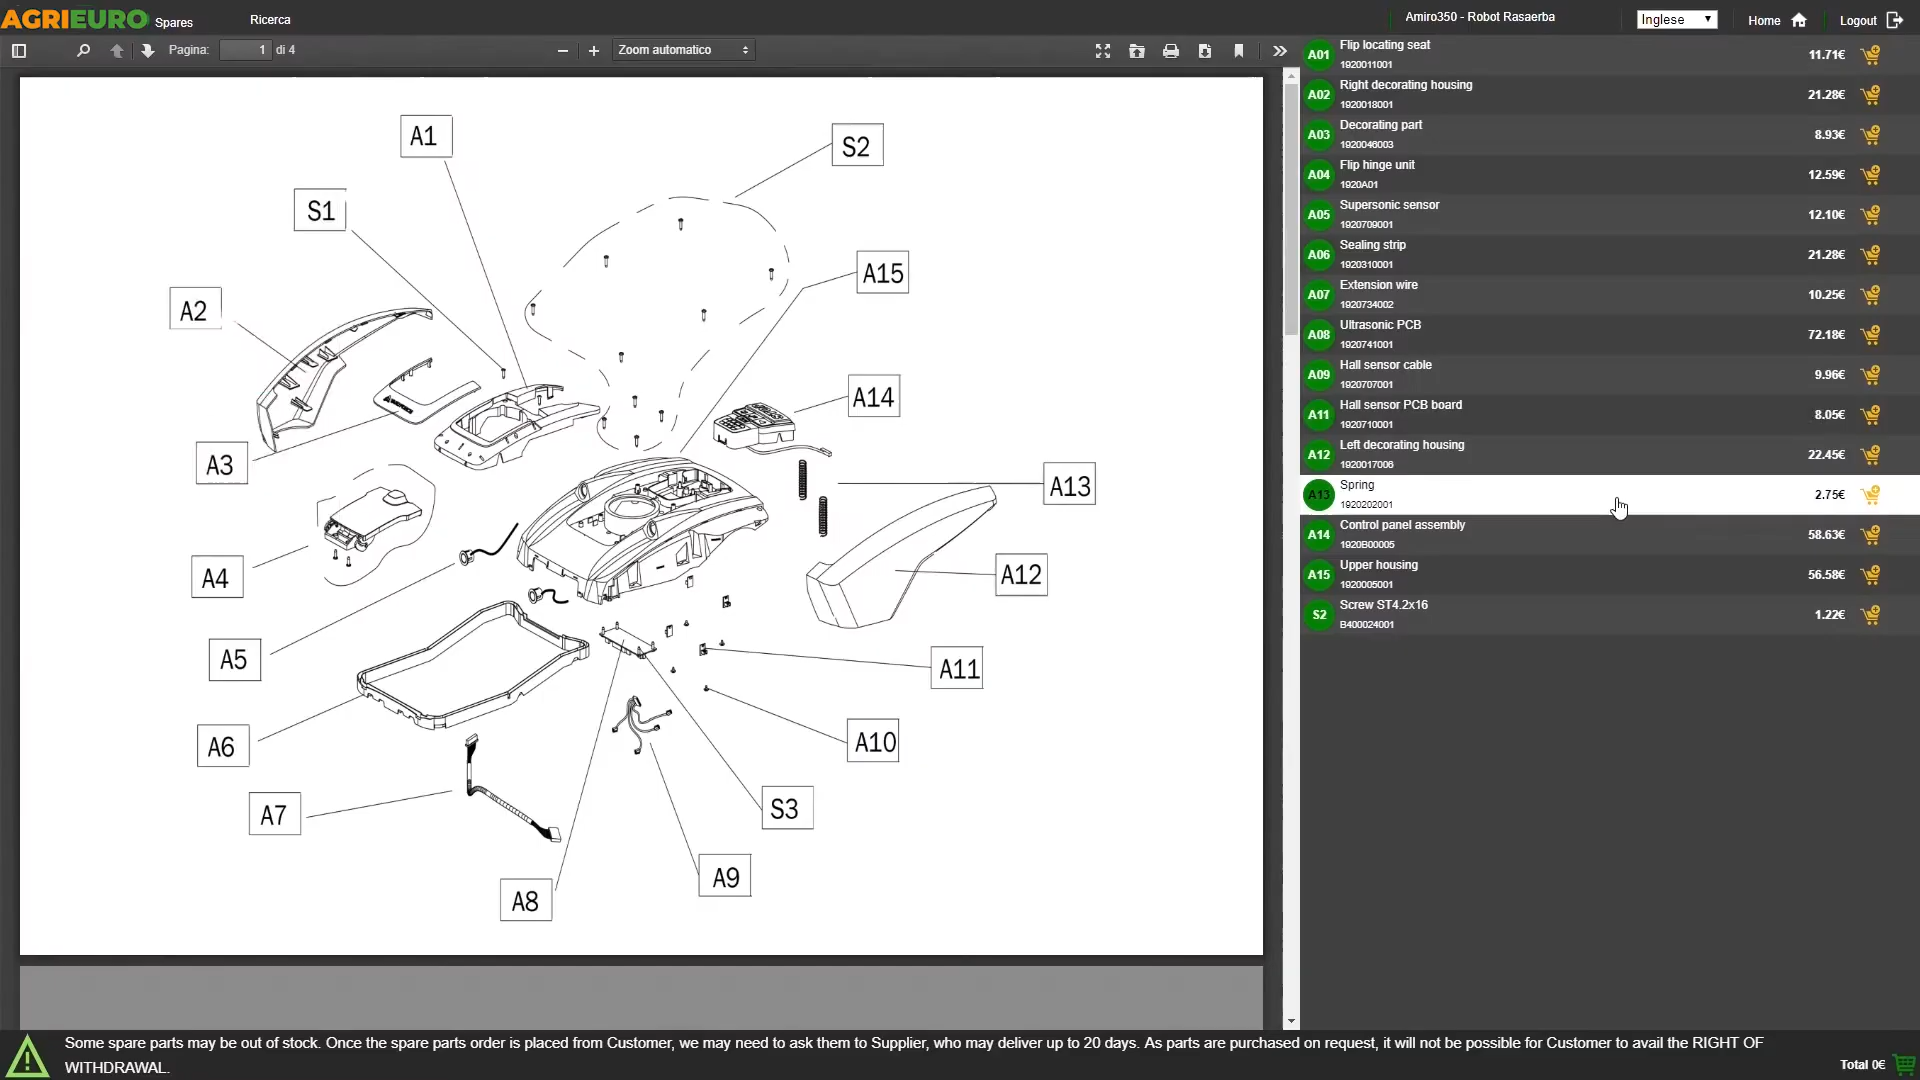 AGRIEURO Spares
Ricerca
Amiro350 - Robot Rasaerba
Inglese
Home
Logout
Pagina:
1
di 4
Zoom automatico
A1
S2
S1
A15
A2
A14
A3
A13
A4
A12
A5
A11
A6
A10
A7
S3
A9
A8
A01
Flip locating seat
1920011001
11.71€
A02
Right decorating housing
1920018001
21.28€
A03
Decorating part
1920046003
8.93€
A04
Flip hinge unit
1920A01
12.59€
A05
Supersonic sensor
1920709001
12.10€
A06
Sealing strip
1920310001
21.28€
A07
Extension wire
1920734002
10.25€
A08
Ultrasonic PCB
1920741001
72.18€
A09
Hall sensor cable
1920707001
9.96€
A11
Hall sensor PCB board
1920710001
8.05€
A12
Left decorating housing
1920017006
22.45€
A13
Spring
1920202001
2.75€
A14
Control panel assembly
1920B00005
58.63€
A15
Upper housing
1920005001
56.58€
S2
Screw ST4.2x16
B400024001
1.22€
Some spare parts may be out of stock. Once the spare parts order is placed from Customer, we may need to ask them to Supplier, who may deliver up to 20 days. As parts are purchased on request, it will not be possible for Customer to avail the RIGHT OF
WITHDRAWAL.
Total 0€